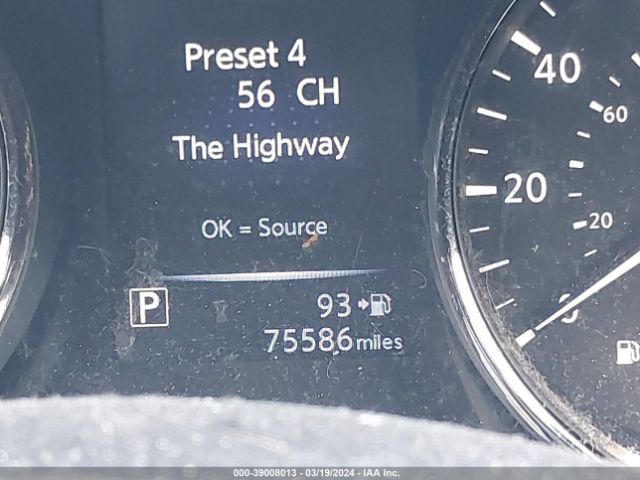 Preset 4
56 CH
The Highway
OK = Source
P
93
75586 miles
40
60
20
20
0
000-39008013 - 03/19/2024 - IAA Inc.